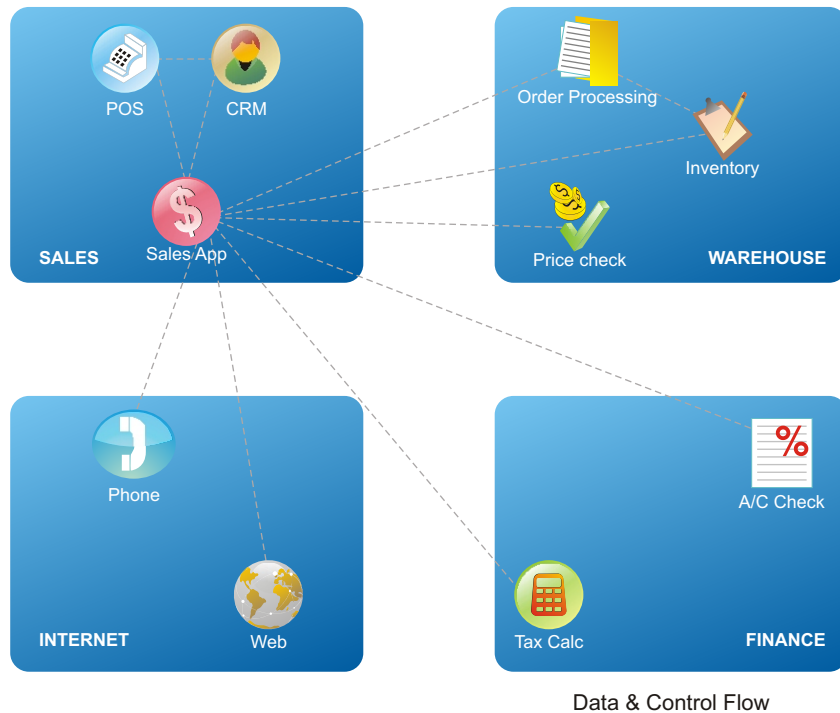 POS
CRM
Sales App
SALES
Order Processing
Inventory
Price check
WAREHOUSE
Phone
Web
INTERNET
%
A/C Check
Tax Calc
FINANCE
Data & Control Flow